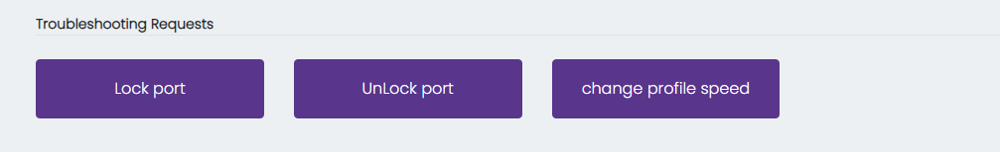 Troubleshooting Requests
Lock port
UnLock port
change profile speed